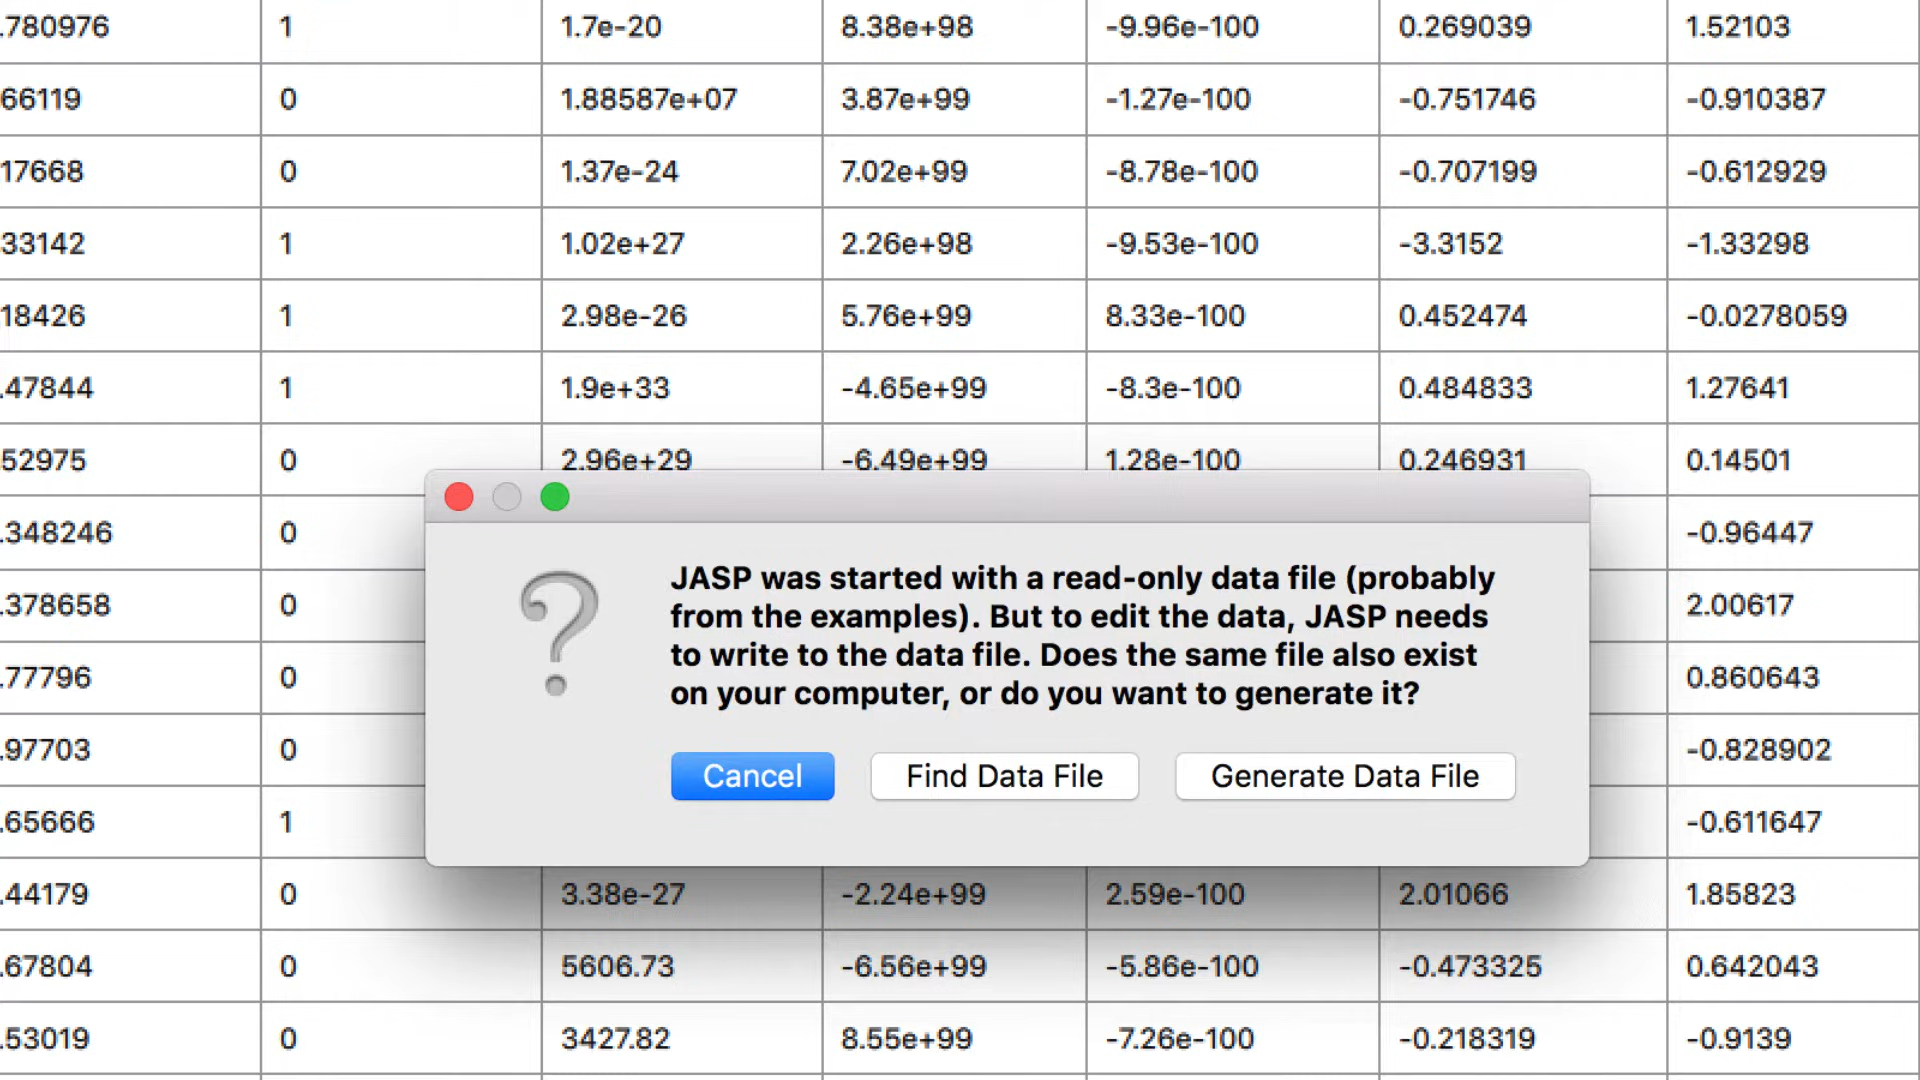 .780976 1 1.7e-20 8.38e+98 -9.96e-100 0.269039 1.52103
66119 0 1.88587e+07 3.87e+99 -1.27e-100 -0.751746 -0.910387
17668 0 1.37e-24 7.02e+99 -8.78e-100 -0.707199 -0.612929
33142 1 1.02e+27 2.26e+98 -9.53e-100 -3.3152 -1.33298
18426 1 2.98e-26 5.76e+99 8.33e-100 0.452474 -0.0278059
.47844 1 1.9e+33 -4.65e+99 -8.3e-100 0.484833 1.27641
52975 0 2.96e+29 -6.49e+99 1.28e-100 0.246931 0.14501
.348246 0 -0.96447
.378658 0 2.00617
.77796 0 0.860643
.97703 0 -0.828902
.65666 1 -0.611647
JASP was started with a read-only data file (probably
from the examples). But to edit the data, JASP needs
to write to the data file. Does the same file also exist
on your computer, or do you want to generate it?
Cancel Find Data File Generate Data File
.44179 0 3.38e-27 -2.24e+99 2.59e-100 2.01066 1.85823
.67804 0 5606.73 -6.56e+99 -5.86e-100 -0.473325 0.642043
.53019 0 3427.82 8.55e+99 -7.26e-100 -0.218319 -0.9139